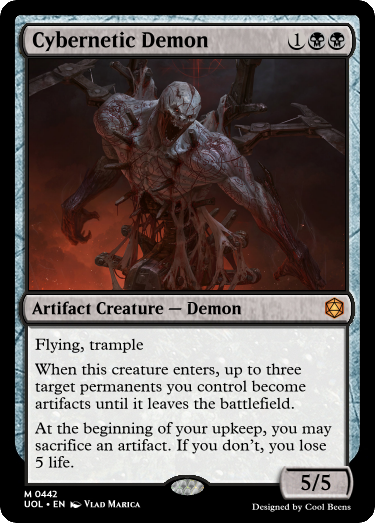 Cybernetic Demon 1
Artifact Creature — Demon
Flying, trample
When this creature enters, up to three
target permanents you control become
artifacts until it leaves the battlefield.
At the beginning of your upkeep, you may
sacrifice an artifact. If you don't, you lose
5 life.
5/5
M 0442
UOL • EN Vlad Marica
Designed by Cool Beens